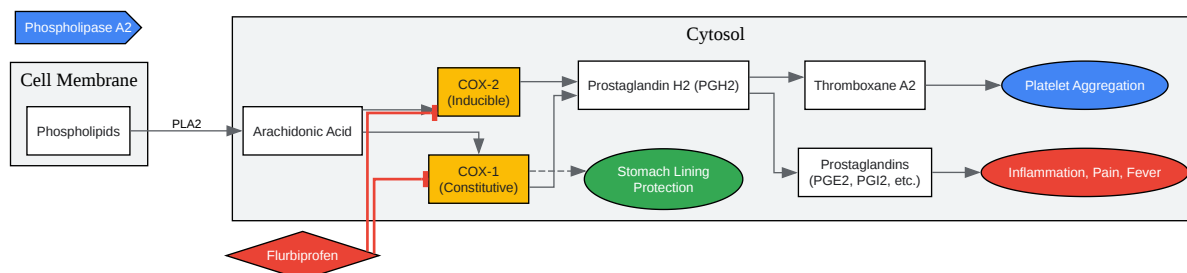 Phospholipase A2
Cell Membrane
Phospholipids
PLA2
Cytosol
Arachidonic Acid
COX-2
(Inducible)
COX-1
(Constitutive)
Prostaglandin H2 (PGH2)
Stomach Lining
Protection
Thromboxane A2
Platelet Aggregation
Prostaglandins
(PGE2, PGI2, etc.)
Inflammation, Pain, Fever
Flurbiprofen